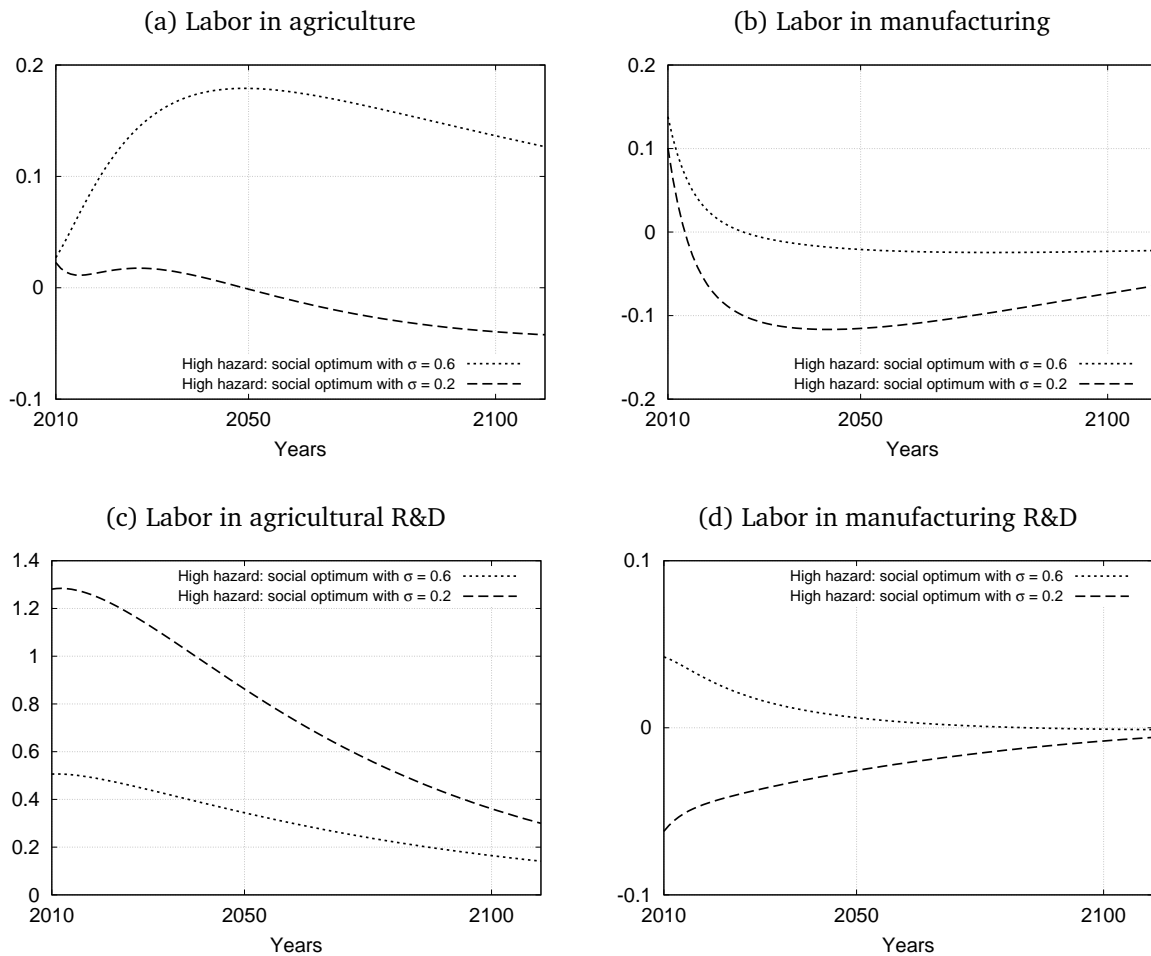 (a) Labor in agriculture
0.2
0.1
0
-0.1
2010
2050
2100
Years
High hazard: social optimum with σ = 0.6
High hazard: social optimum with σ = 0.2
(b) Labor in manufacturing
0.2
0.1
0
-0.1
-0.2
2010
2050
2100
Years
High hazard: social optimum with σ = 0.6
High hazard: social optimum with σ = 0.2
(c) Labor in agricultural R&D
1.4
1.2
1
0.8
0.6
0.4
0.2
0
2010
2050
2100
Years
High hazard: social optimum with σ = 0.6
High hazard: social optimum with σ = 0.2
(d) Labor in manufacturing R&D
0.1
0
-0.1
2010
2050
2100
Years
High hazard: social optimum with σ = 0.6
High hazard: social optimum with σ = 0.2